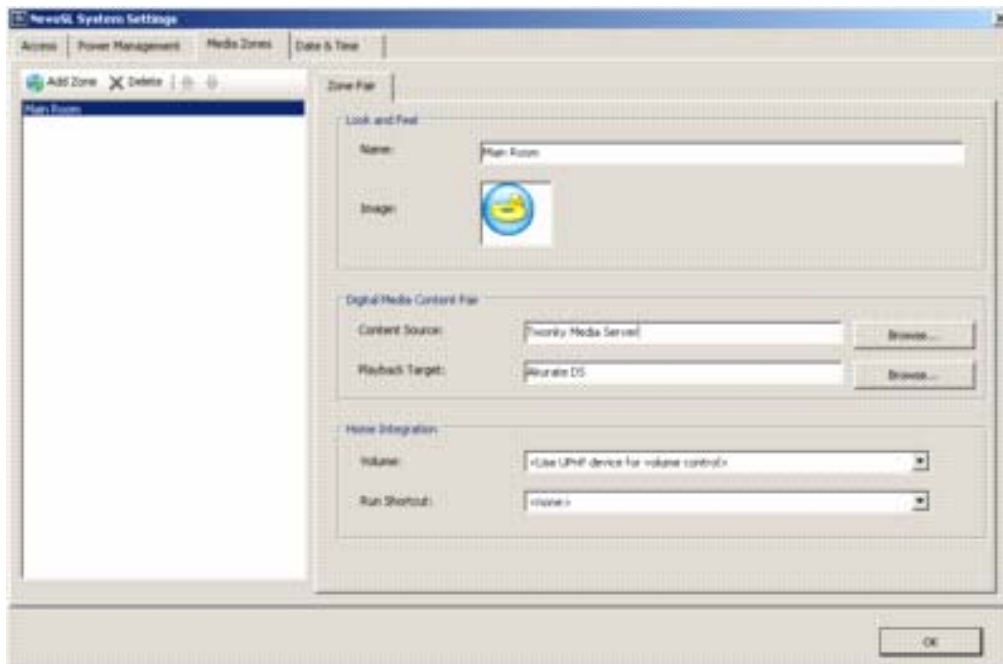 NevoSL System Settings
Access Power Management Media Zones Date & Time
Add Zone Delete
Main Room
Zone Pair
Look and Feel
Name: Main Room
Image:
Digital Media Content Pair
Content Source: Twonky Media Server Browse...
Playback Target: Akurate DS Browse...
Home Integration
Volume: <Use UPnP device for volume control>
Run Shortcut: <none>
OK